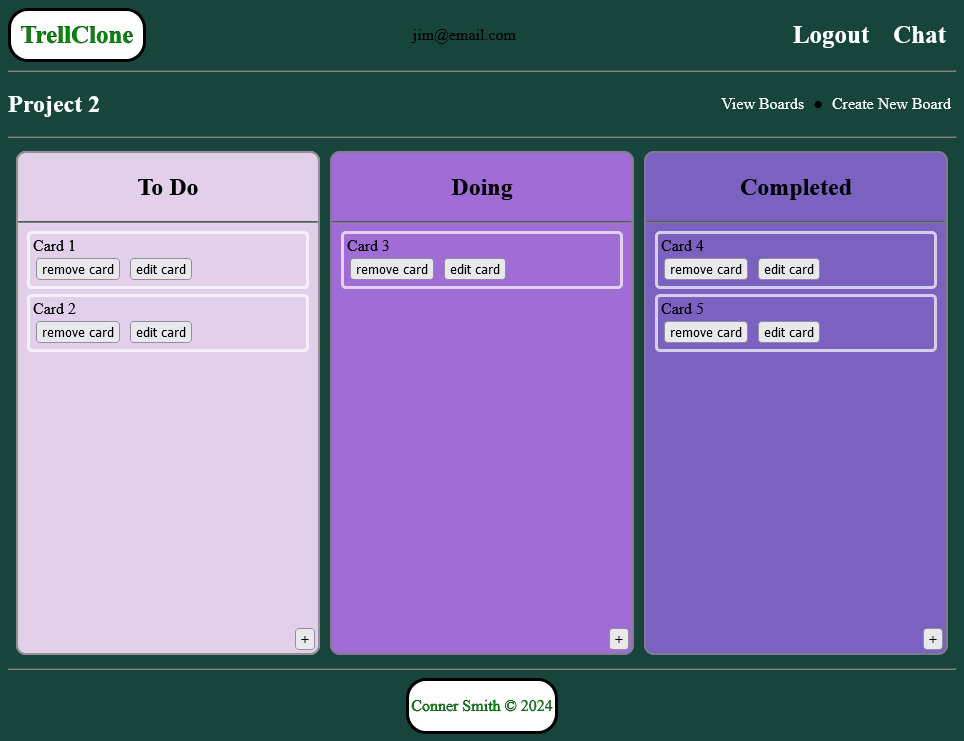 TrellClone
jim@email.com
Logout Chat
Project 2
View Boards ● Create New Board
To Do
Card 1
remove card edit card
Card 2
remove card edit card
+
Doing
Card 3
remove card edit card
+
Completed
Card 4
remove card edit card
Card 5
remove card edit card
+
Conner Smith © 2024